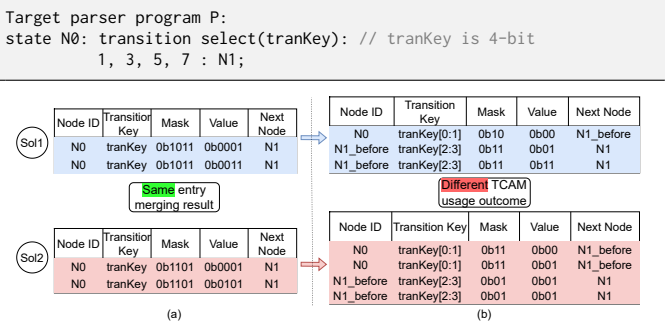 Target parser program P:
state N0: transition select(tranKey): // tranKey is 4-bit
1, 3, 5, 7 : N1;
Sol1
Node ID Transition Key Mask Value Next Node
N0 tranKey 0b1011 0b0001 N1
N0 tranKey 0b1011 0b0011 N1
Same entry
merging result
Sol2
Node ID Transition Key Mask Value Next Node
N0 tranKey 0b1101 0b0001 N1
N0 tranKey 0b1101 0b0101 N1
(a)
Node ID Transition Key Mask Value Next Node
N0 tranKey[0:1] 0b10 0b00 N1_before
N1_before tranKey[2:3] 0b11 0b01 N1
N1_before tranKey[2:3] 0b11 0b11 N1
Different TCAM
usage outcome
Node ID Transition Key Mask Value Next Node
N0 tranKey[0:1] 0b11 0b00 N1_before
N0 tranKey[0:1] 0b11 0b01 N1_before
N1_before tranKey[2:3] 0b01 0b01 N1
N1_before tranKey[2:3] 0b01 0b01 N1
(b)